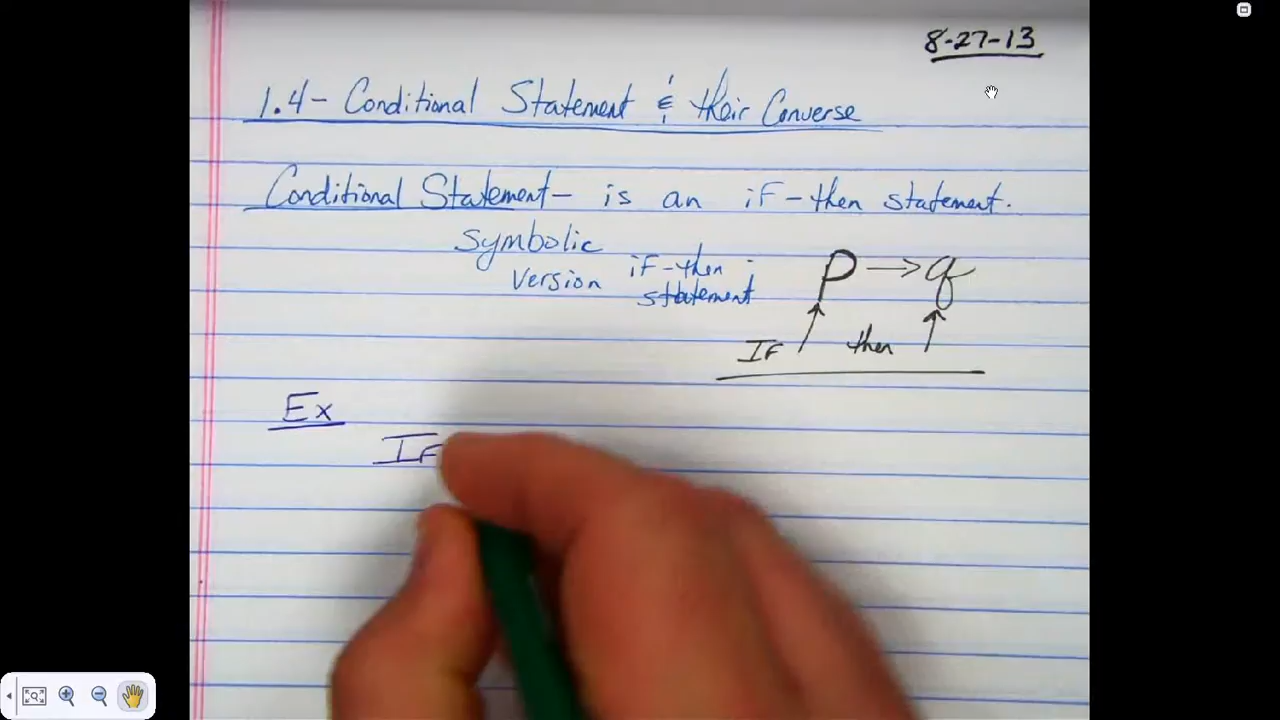 8-27-13
1.4- Conditional Statement & their Converse
Conditional Statement- is an iF-then statement.
Symbolic
Version iF-then
statement
P → q
IF then
Ex
IF